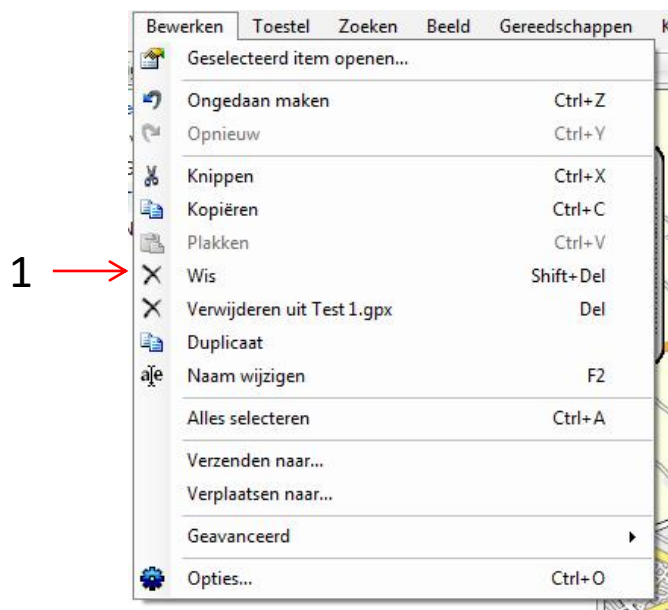 Bewerken Toestel Zoeken Beeld Gereedschappen
Geselecteerd item openen...
Ongedaan maken Ctrl+Z
Opnieuw Ctrl+Y
Knippen Ctrl+X
Kopiëren Ctrl+C
Plakken Ctrl+V
1 Wis Shift+Del
Verwijderen uit Test 1.gpx Del
Duplicaat
Naam wijzigen F2
Alles selecteren Ctrl+A
Verzenden naar...
Verplaatsen naar...
Geavanceerd
Opties... Ctrl+O